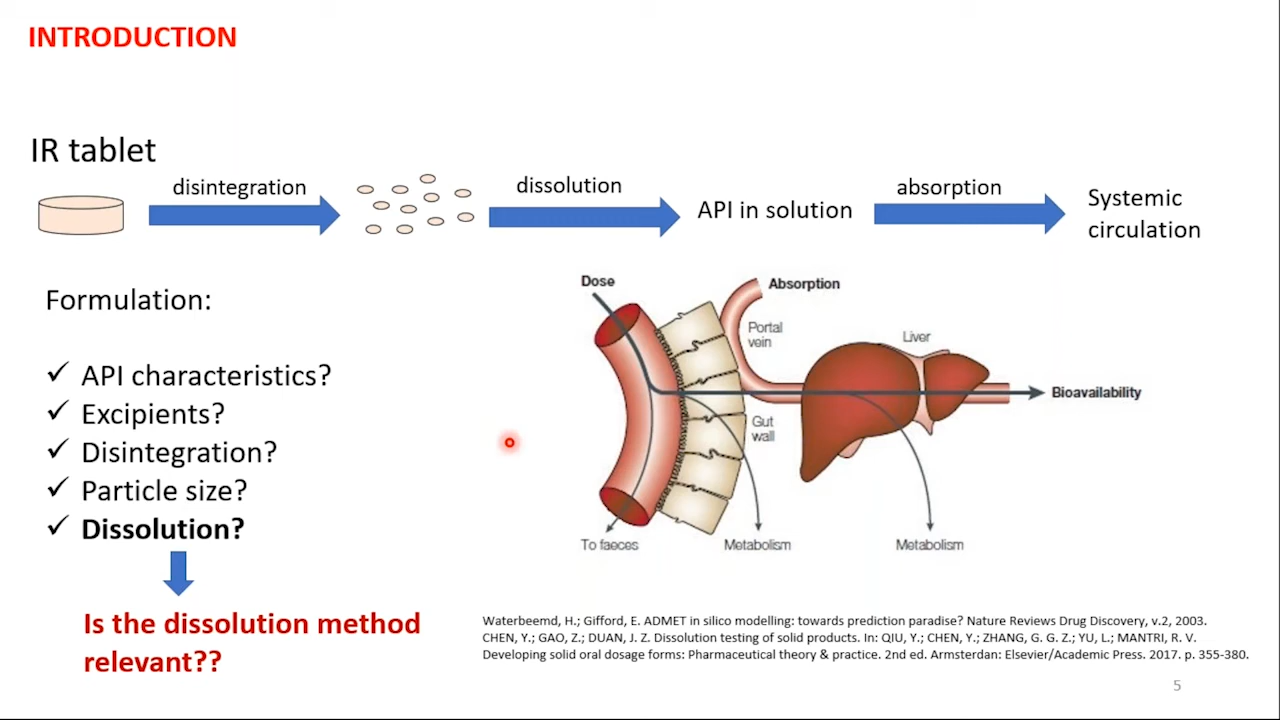 INTRODUCTION
IR tablet
disintegration
dissolution
API in solution
absorption
Systemic
circulation
Formulation:
API characteristics?
Excipients?
Disintegration?
Particle size?
Dissolution?
Is the dissolution method
relevant??
Dose
Absorption
Portal
vein
Liver
Bioavailability
Gut
wall
To faeces
Metabolism
Metabolism
Waterbeemd, H.; Gifford, E. ADMET in silico modelling: towards prediction paradise? Nature Reviews Drug Discovery, v.2, 2003.
CHEN, Y.; GAO, Z.; DUAN, J. Z. Dissolution testing of solid products. In: QIU, Y.; CHEN, Y.; ZHANG, G. G. Z.; YU, L.; MANTRI, R. V.
Developing solid oral dosage forms: Pharmaceutical theory & practice. 2nd ed. Armsterdan: Elsevier/Academic Press. 2017. p. 355-380.
5